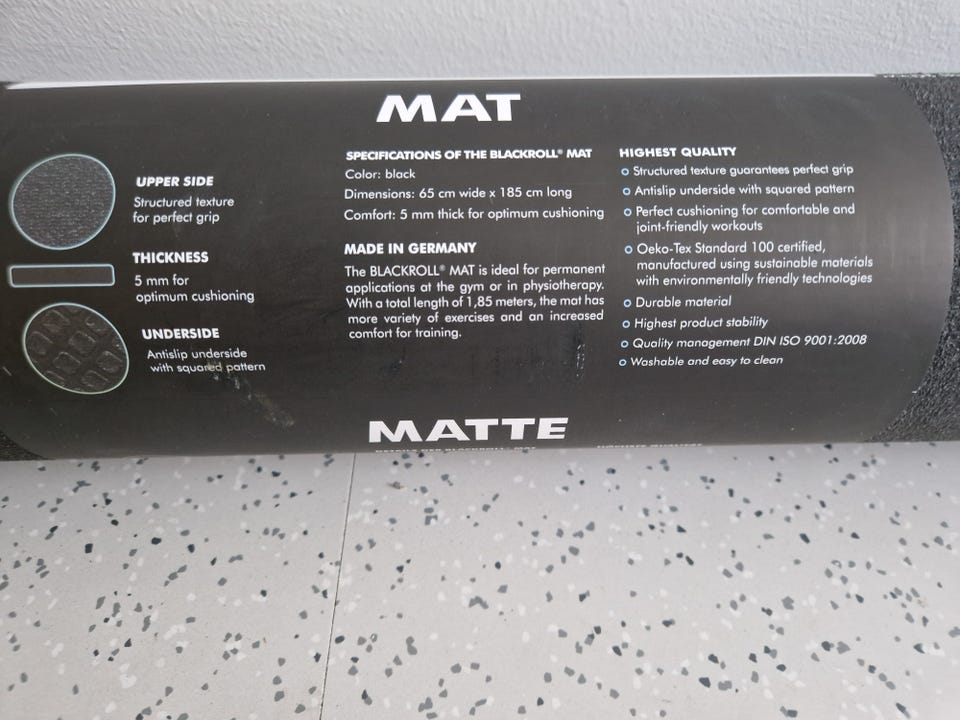 MAT
UPPER SIDE
Structured texture
for perfect grip
THICKNESS
5 mm for
optimum cushioning
UNDERSIDE
Antislip underside
with squared pattern
SPECIFICATIONS OF THE BLACKROLL® MAT
Color: black
Dimensions: 65 cm wide x 185 cm long
Comfort: 5 mm thick for optimum cushioning
MADE IN GERMANY
The BLACKROLL® MAT is ideal for permanent
applications at the gym or in physiotherapy.
With a total length of 1,85 meters, the mat has
more variety of exercises and an increased
comfort for training.
HIGHEST QUALITY
Structured texture guarantees perfect grip
Antislip underside with squared pattern
Perfect cushioning for comfortable and
joint-friendly workouts
Oeko-Tex Standard 100 certified,
manufactured using sustainable materials
with environmentally friendly technologies
Durable material
Highest product stability
Quality management DIN ISO 9001:2008
Washable and easy to clean
MATTE